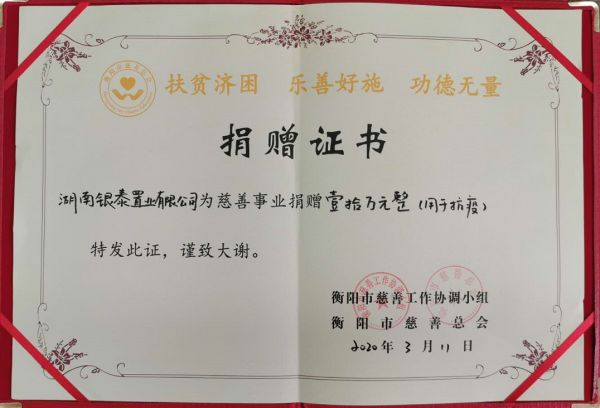 扶贫济困 乐善好施 功德无量
捐赠证书
湖南银泰置业有限公司为慈善事业捐赠壹拾万元整(用于抗疫)
特发此证，谨致大谢。
衡阳市慈善工作协调小组
衡阳市慈善总会
2020年3月11日